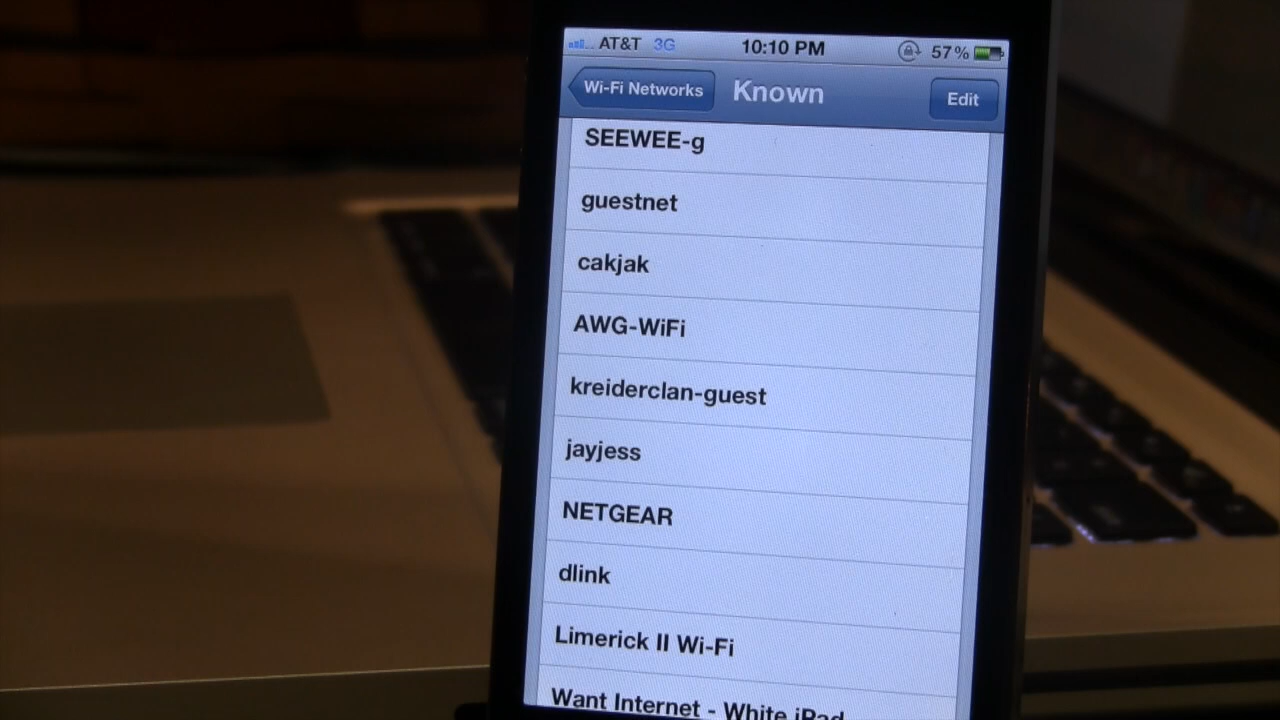 AT&T 3G 10:10 PM 57%
Wi-Fi Networks Known Edit
SEEWEE-g
guestnet
cakjak
AWG-WiFi
kreiderclan-guest
jayjess
NETGEAR
dlink
Limerick II Wi-Fi
Want Internet - White iPad